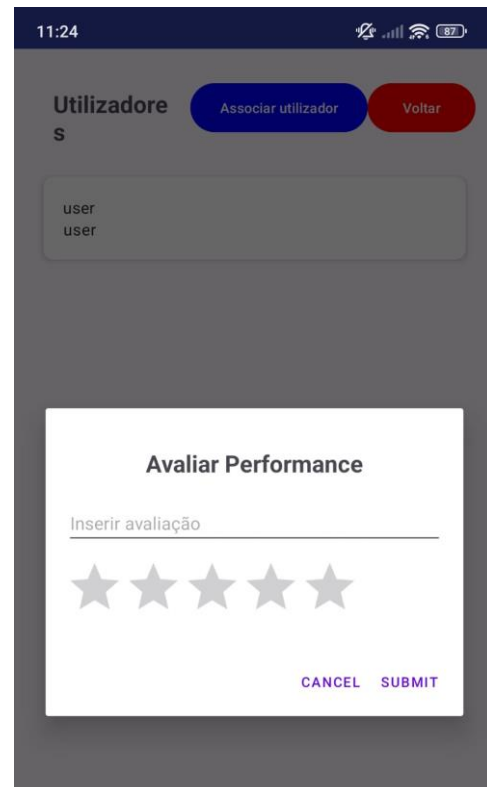 11:24
87
Utilizadore
s
Associar utilizador
Voltar
user
user
Avaliar Performance
Inserir avaliação
CANCEL SUBMIT